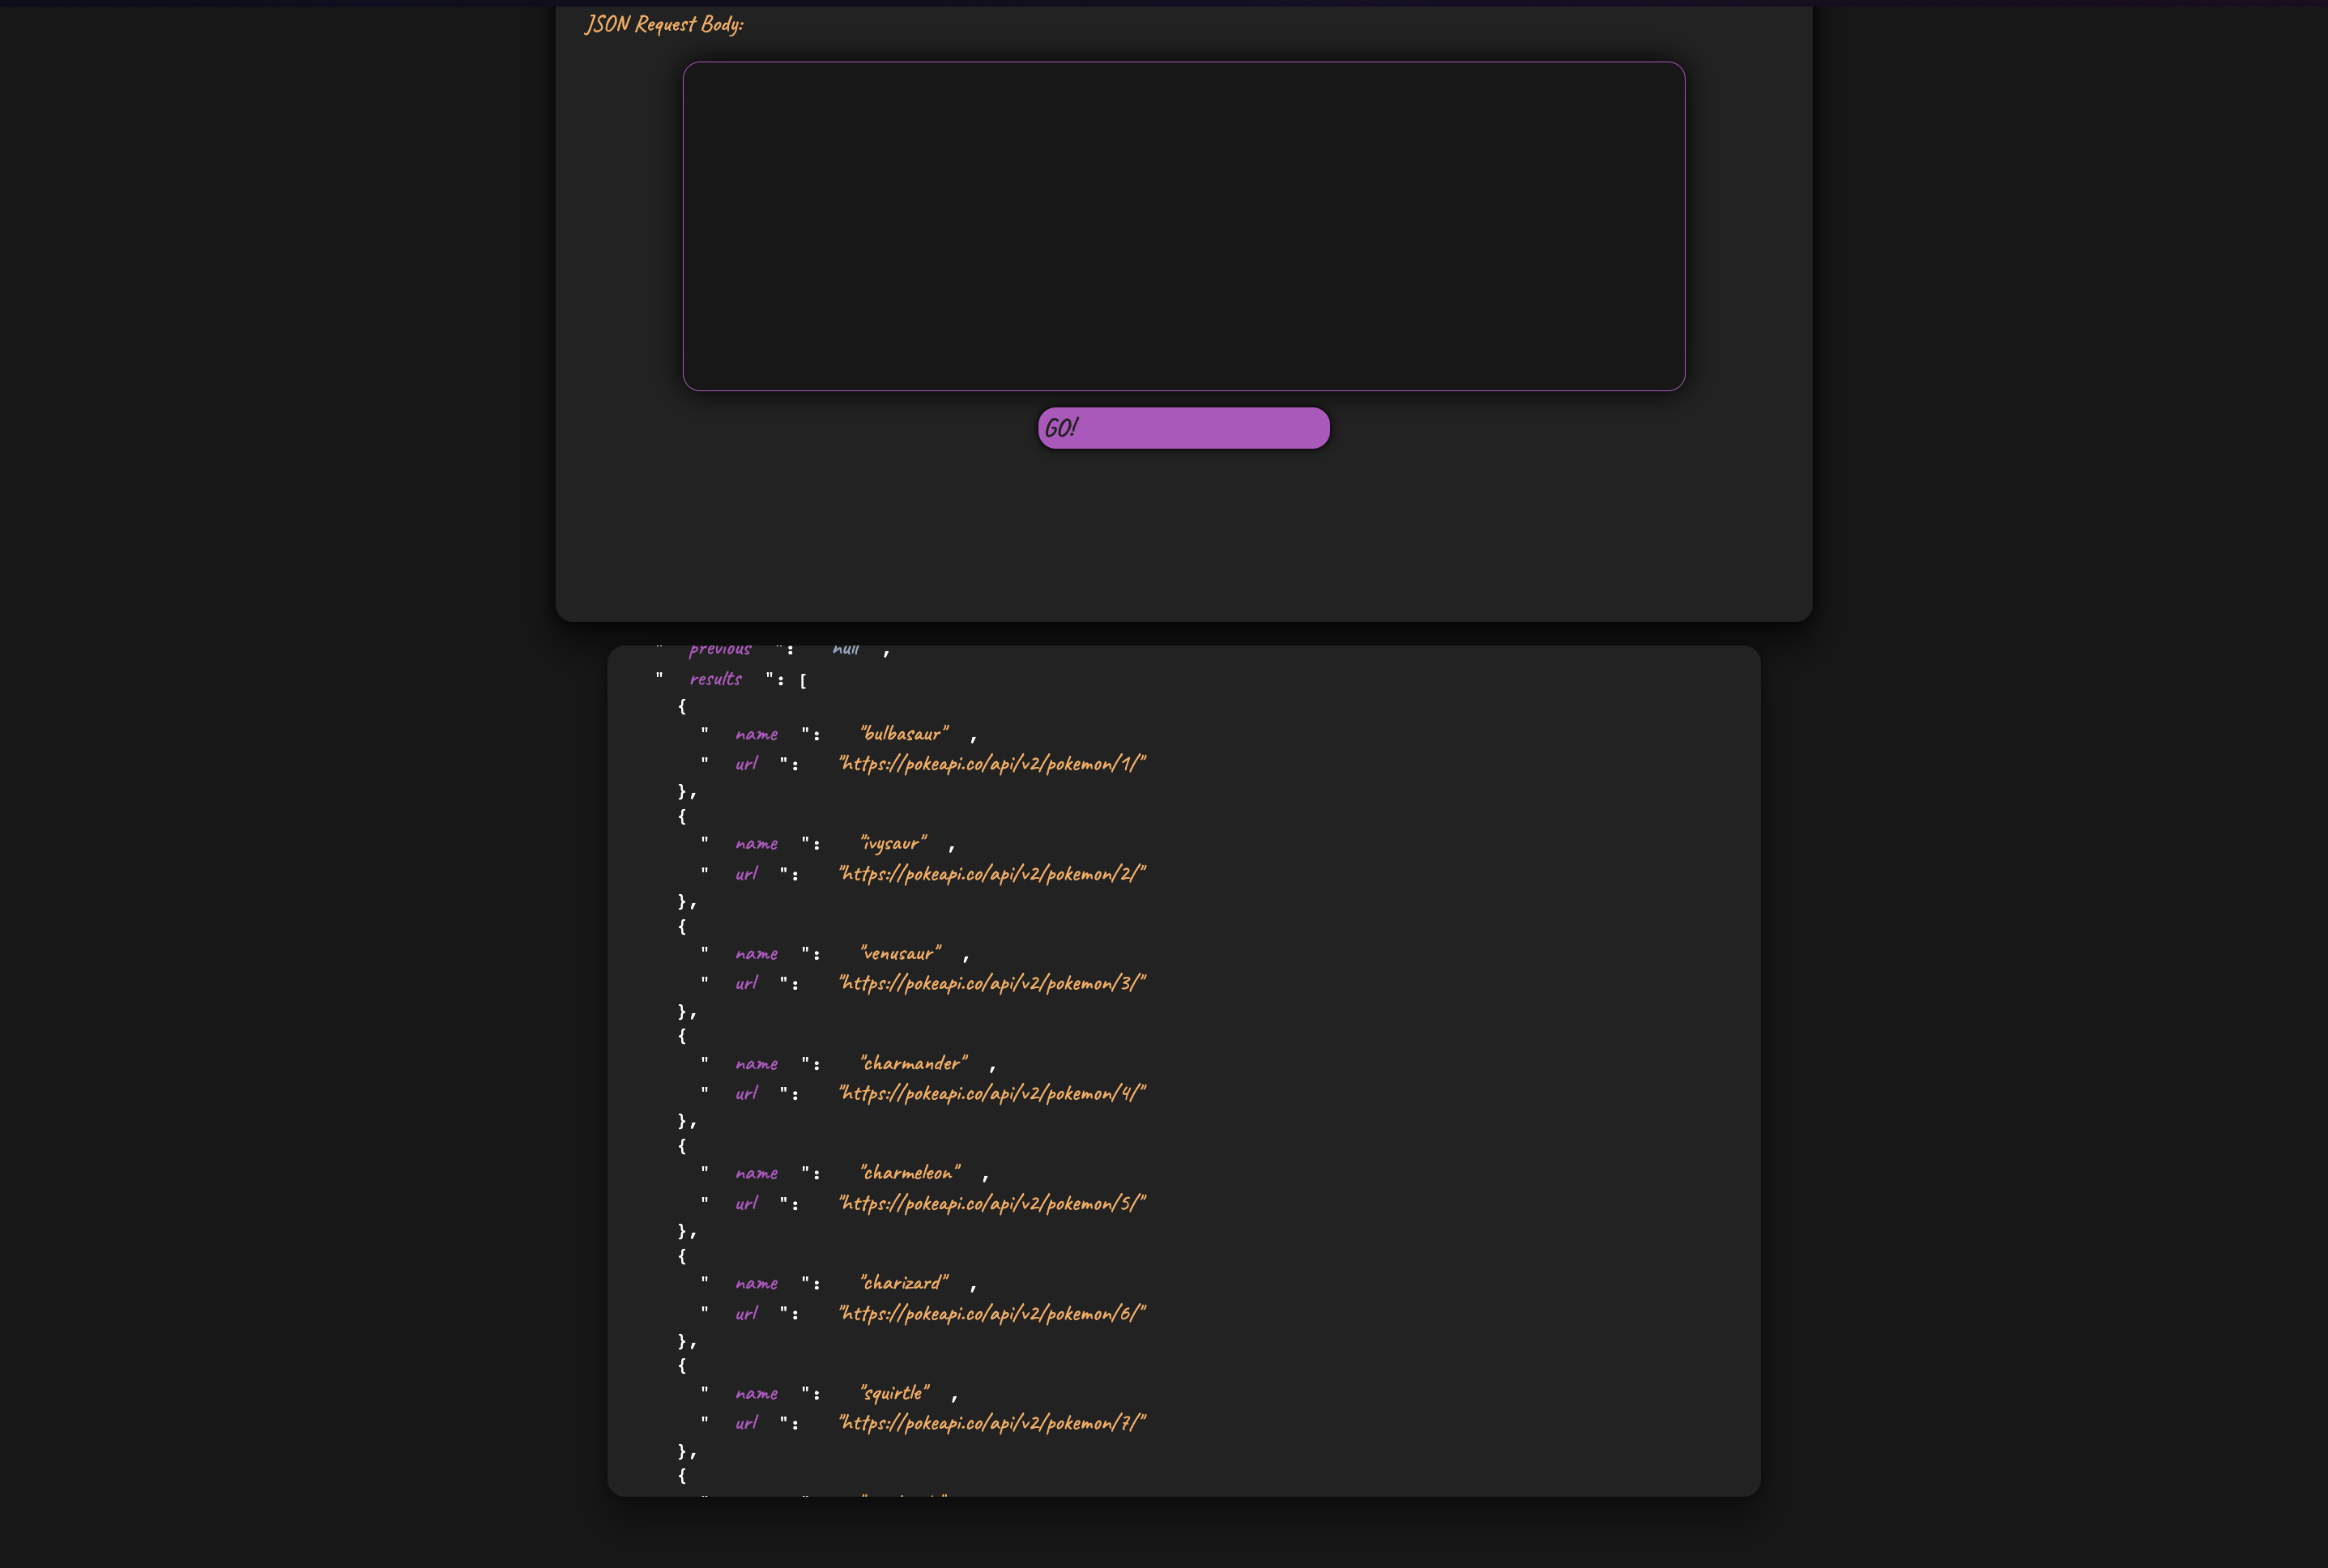 JSON Request Body:
GO!
" previous ": null ,
" results ": [
{
" name ": "bulbasaur" ,
" url ": "https://pokeapi.co/api/v2/pokemon/1/"
},
{
" name ": "ivysaur" ,
" url ": "https://pokeapi.co/api/v2/pokemon/2/"
},
{
" name ": "venusaur" ,
" url ": "https://pokeapi.co/api/v2/pokemon/3/"
},
{
" name ": "charmander" ,
" url ": "https://pokeapi.co/api/v2/pokemon/4/"
},
{
" name ": "charmeleon" ,
" url ": "https://pokeapi.co/api/v2/pokemon/5/"
},
{
" name ": "charizard" ,
" url ": "https://pokeapi.co/api/v2/pokemon/6/"
},
{
" name ": "squirtle" ,
" url ": "https://pokeapi.co/api/v2/pokemon/7/"
},
{